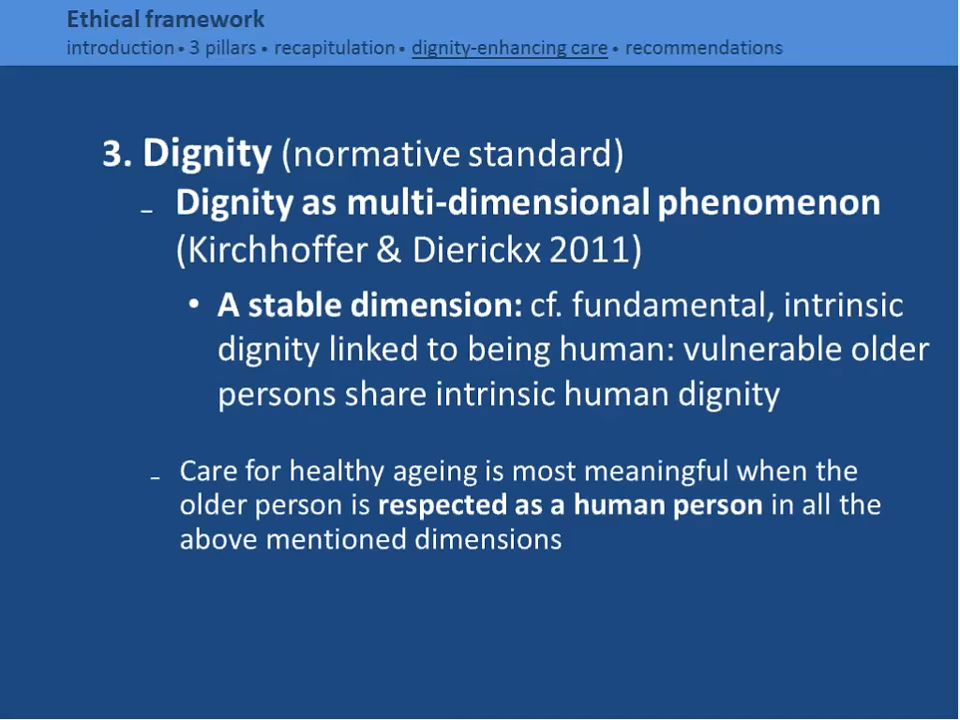 Ethical framework
introduction • 3 pillars • recapitulation • dignity-enhancing care • recommendations
3. Dignity (normative standard)
– Dignity as multi-dimensional phenomenon
(Kirchhoffer & Dierickx 2011)
• A stable dimension: cf. fundamental, intrinsic
dignity linked to being human: vulnerable older
persons share intrinsic human dignity
– Care for healthy ageing is most meaningful when the
older person is respected as a human person in all the
above mentioned dimensions